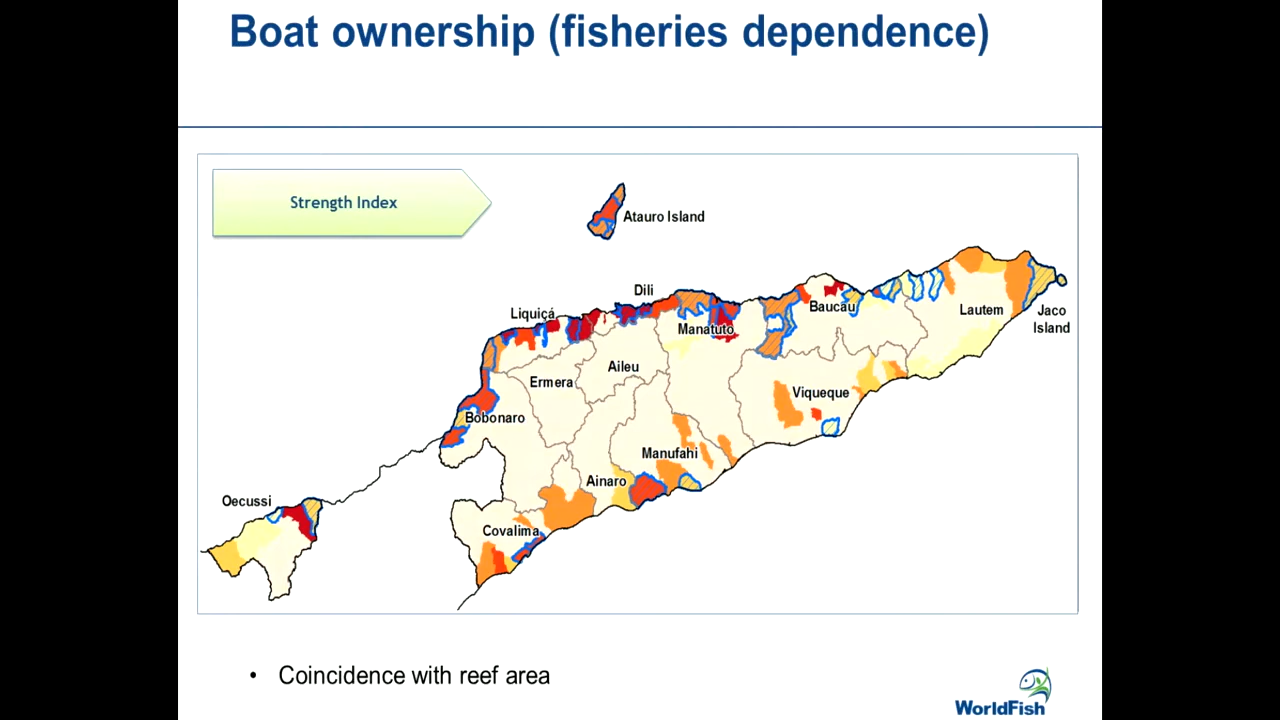 Boat ownership (fisheries dependence)
Strength Index
Atauro Island
Dili
Liquiçá
Baucau
Manatuto
Lautem
Jaco
Island
Aileu
Ermera
Viqueque
Bobonaro
Manufahi
Ainaro
Oecussi
Covalima
• Coincidence with reef area
WorldFish